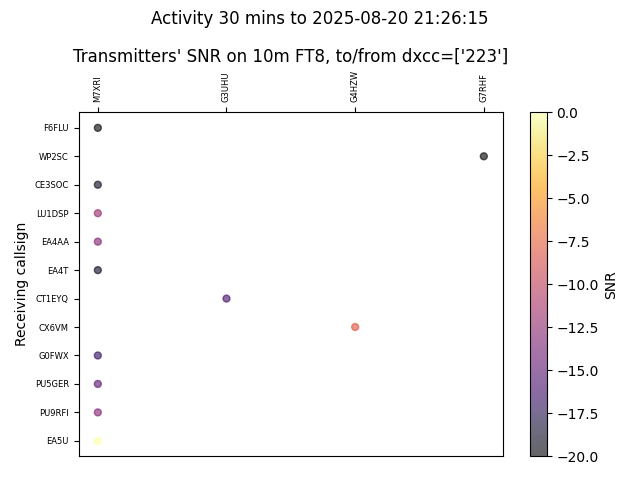 Activity 30 mins to 2025-08-20 21:26:15
Transmitters' SNR on 10m FT8, to/from dxcc=['223']
M7XRI
G3UHU
G4HZW
G7RHF
F6FLU
WP2SC
CE3SOC
LU1DSP
EA4AA
EA4T
CT1EYQ
CX6VM
G0FWX
PU5GER
PU9RFI
EA5U
Receiving callsign
0.0
−2.5
−5.0
−7.5
−10.0
−12.5
−15.0
−17.5
−20.0
SNR